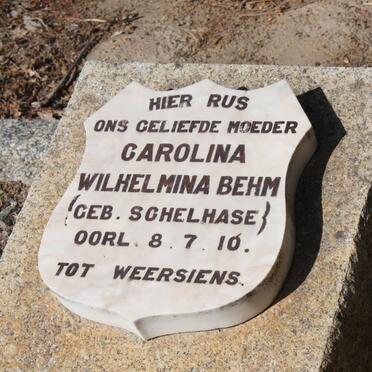 HIER RUS
ONS GELIEFDE MOEDER
CAROLINA
WILHELMINA BEHM
{GEB. SCHELHASE}
OORL. 8. 7. 10.
TOT WEERSIENS.